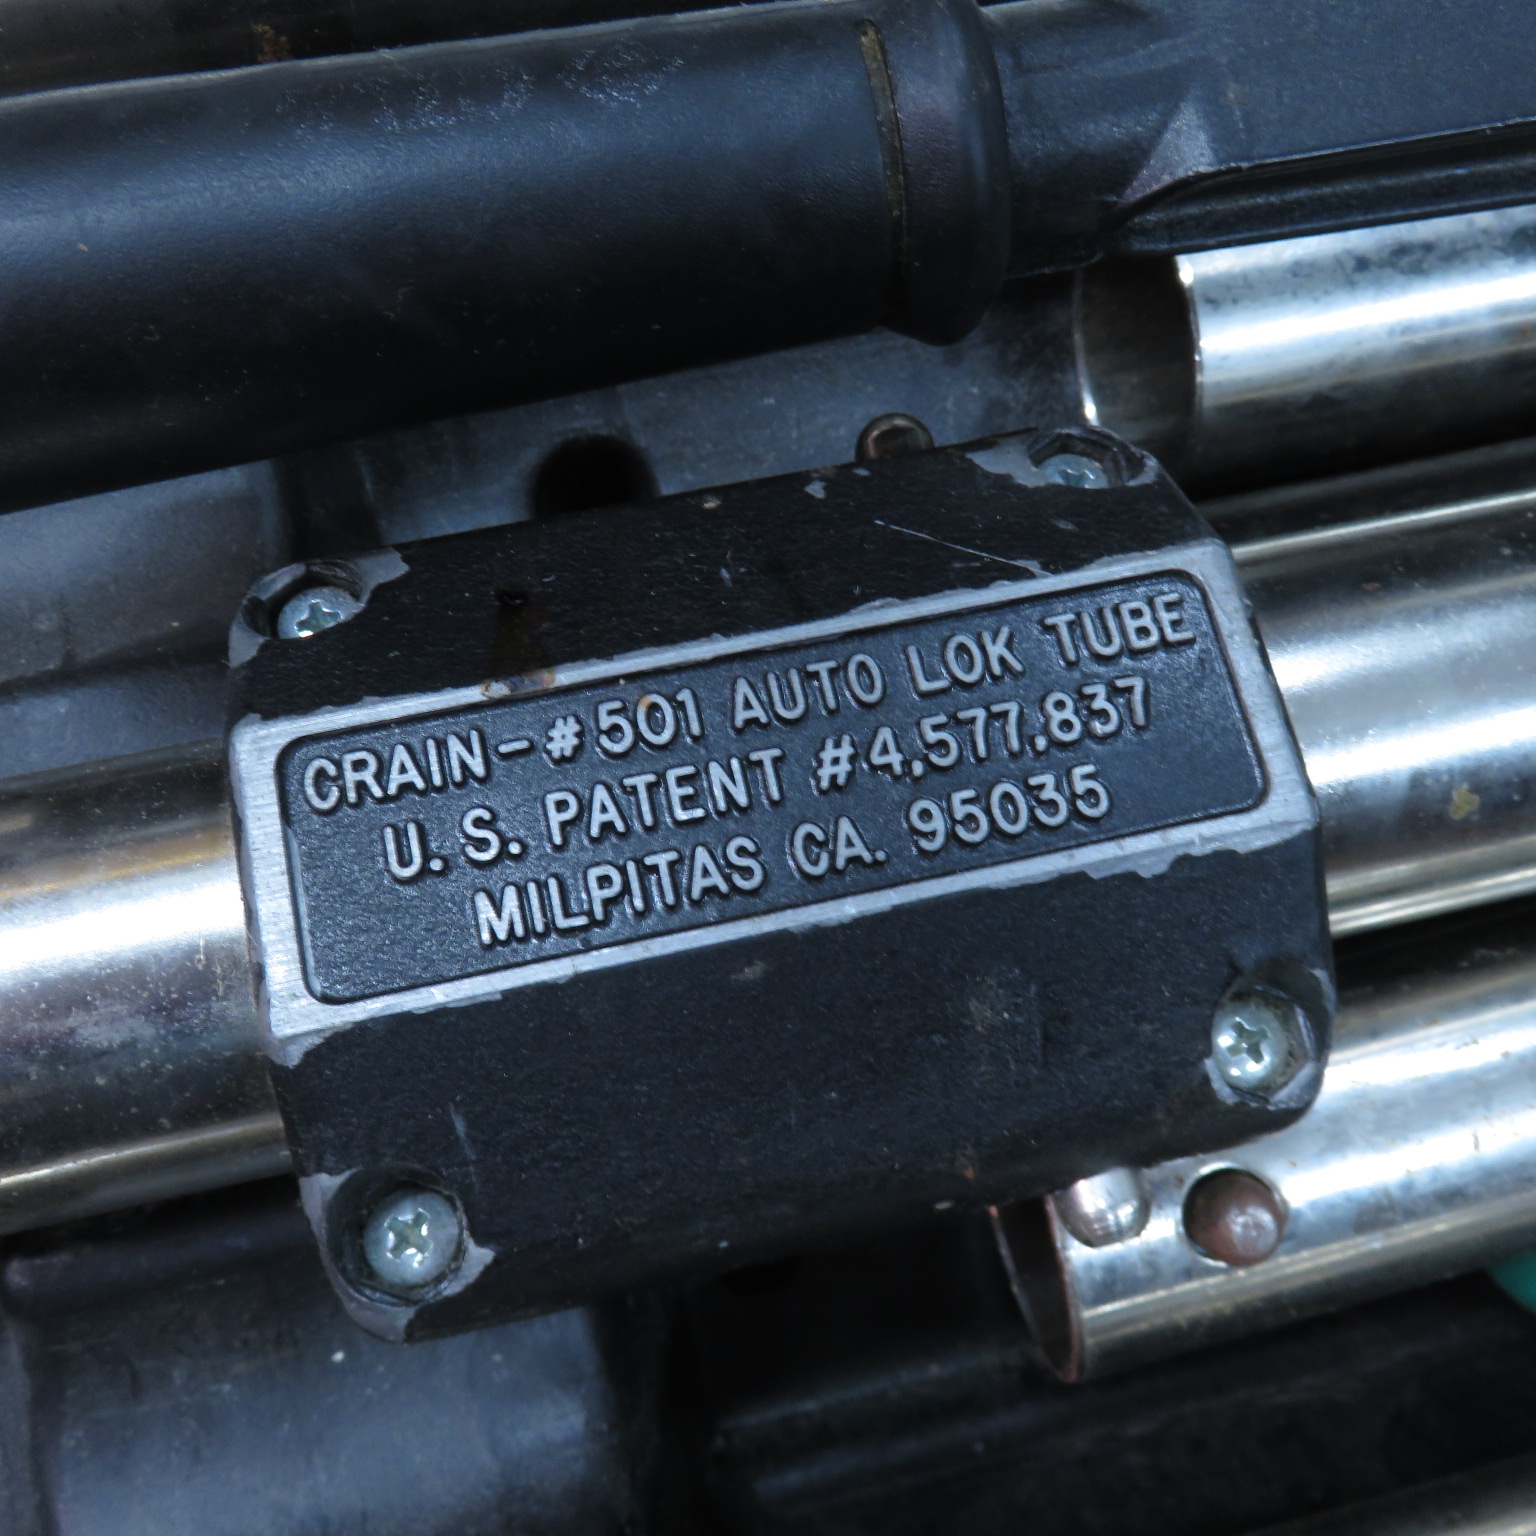 CRAIN-#501 AUTO LOK TUBE
U.S. PATENT #4,577,837
MILPITAS CA. 95035